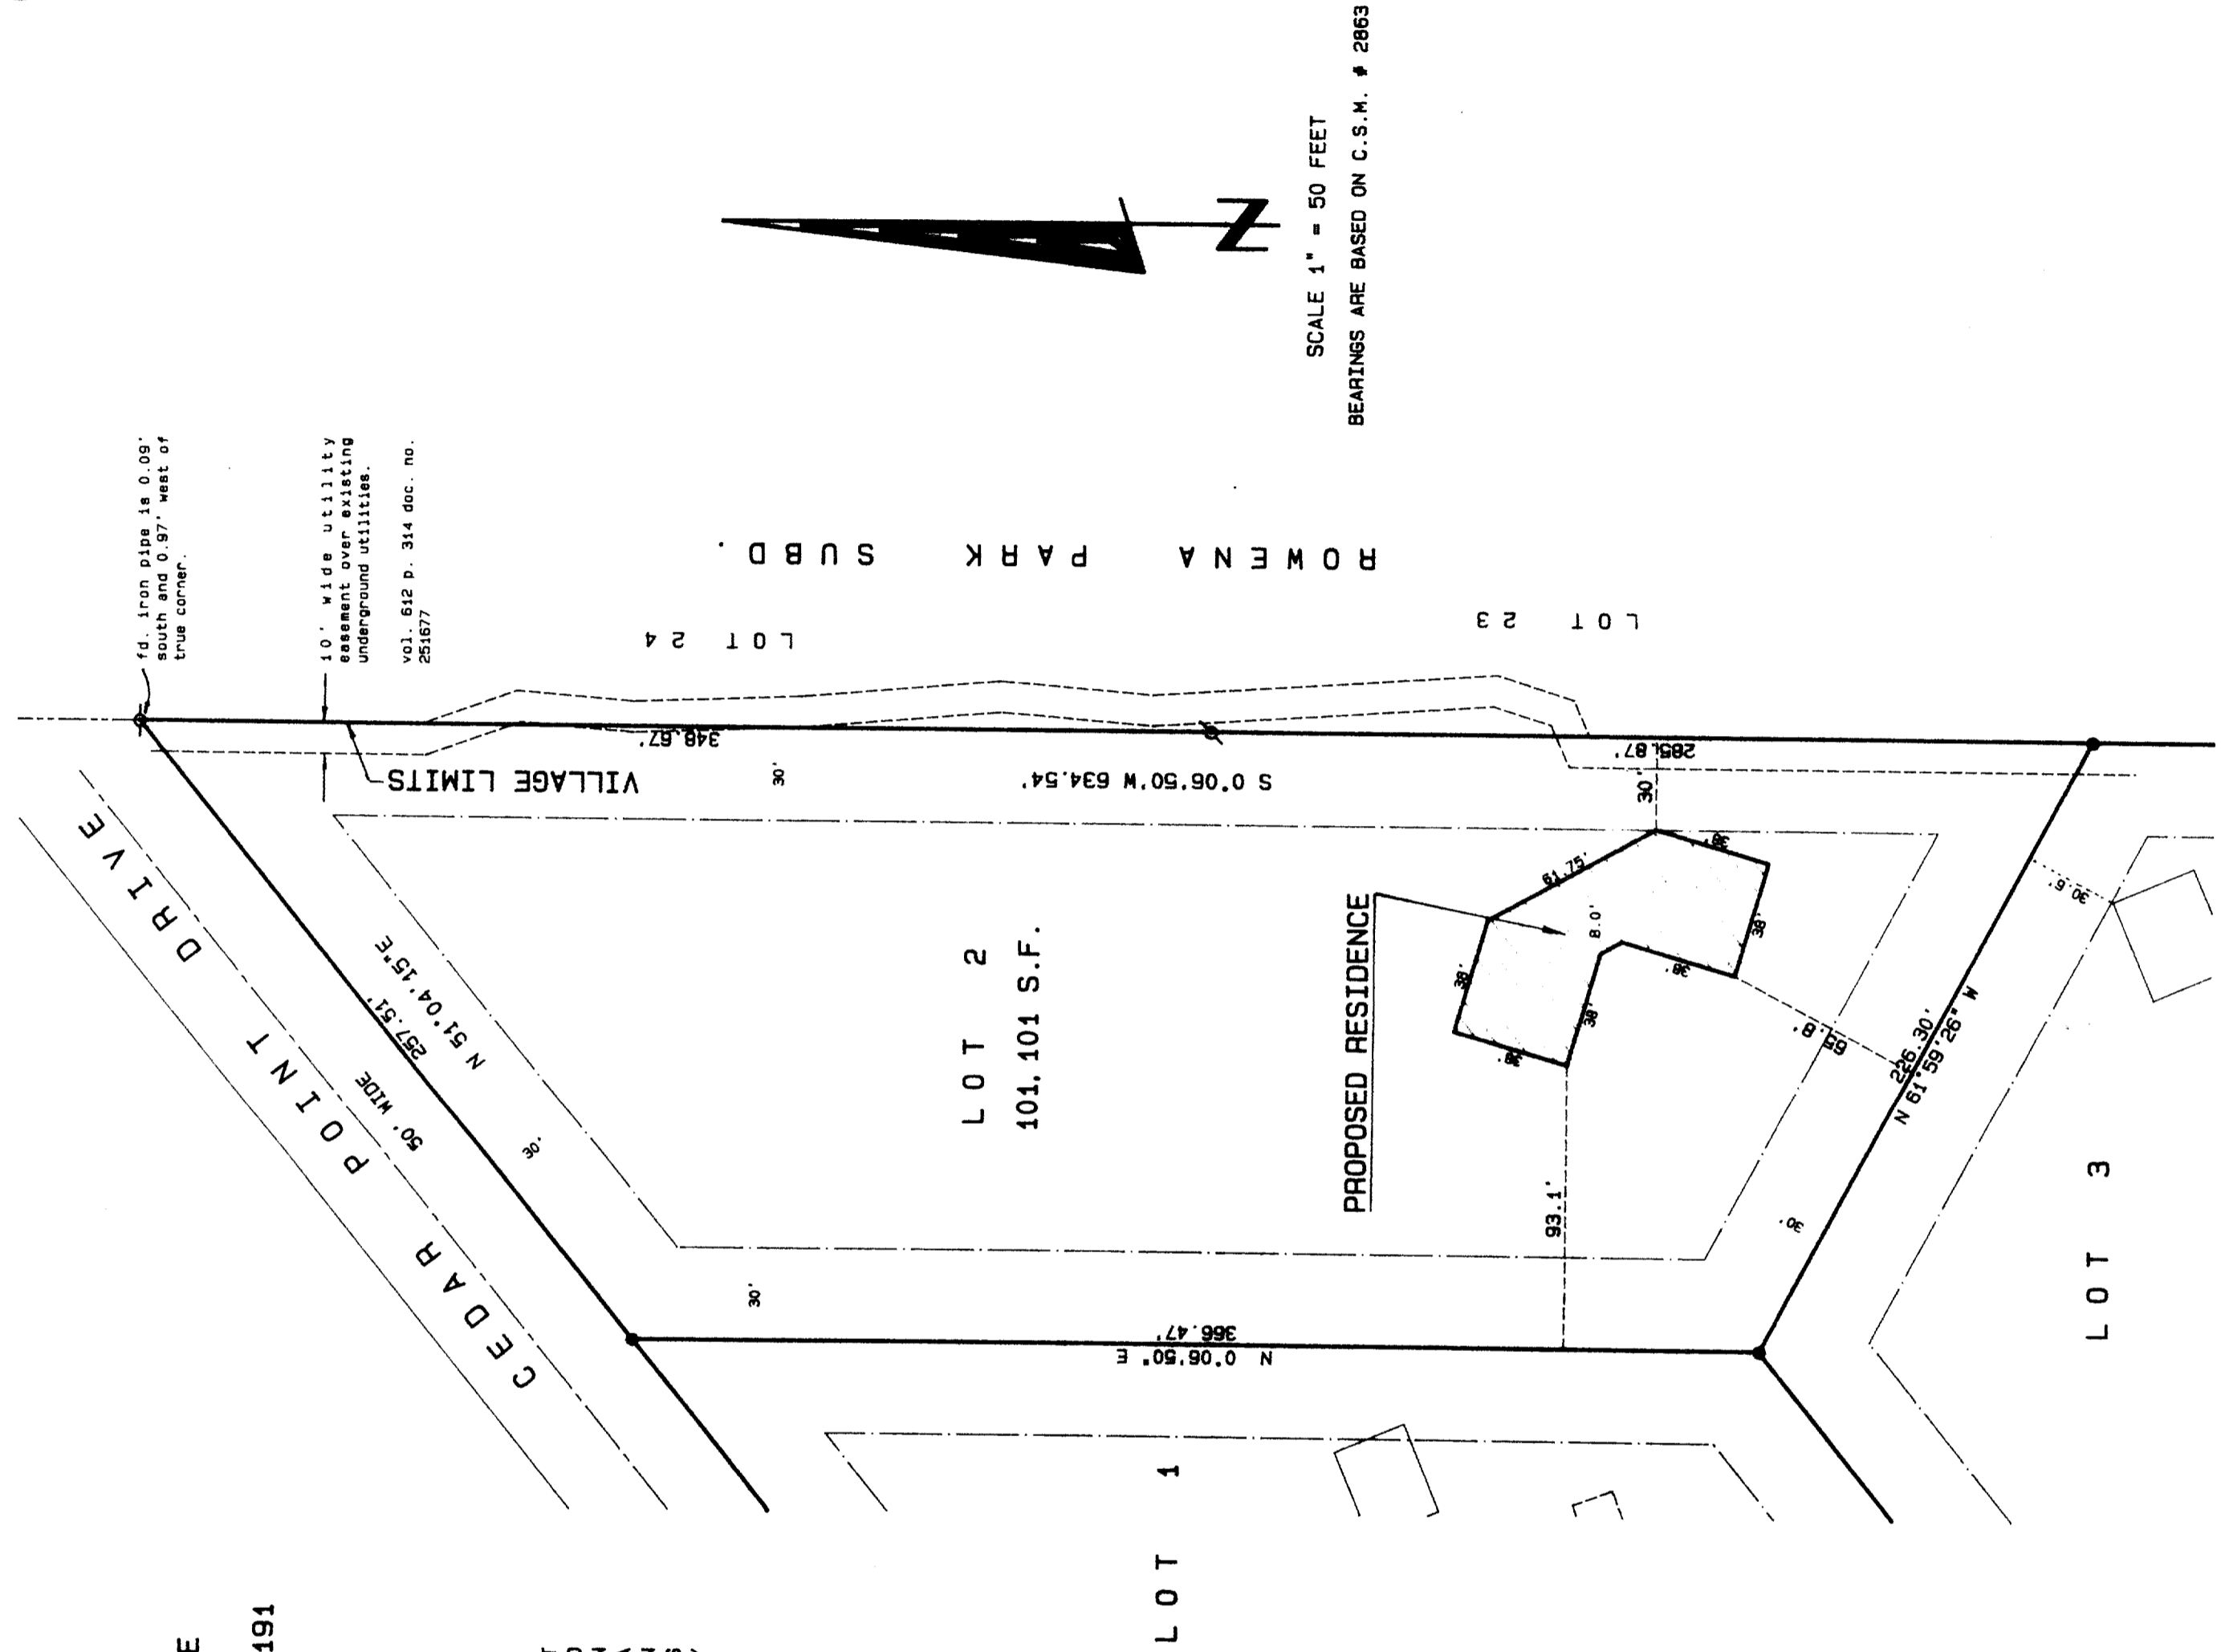 fd. iron pipe is 0.09'
south and 0.97' west of
true corner.
10' wide utility
easement over existing
underground utilities.
vol. 612 p. 314 doc. no.
251677
VILLAGE LIMITS
CEDAR POINT DRIVE
50' WIDE
257.51'
N 51°04'15"E
30'
30'
348.67'
S 0°06'50"W 634.54'
285.87'
30'
LOT 24
LOT 23
ROWENA PARK SUBD.
SCALE 1" = 50 FEET
BEARINGS ARE BASED ON C.S.M. # 2863
LOT 2
101,101 S.F.
PROPOSED RESIDENCE
61.75'
38'
38'
38'
38'
38'
38'
8.0'
93.1'
65.8'
30'
366.47'
N 0°06'50" E
226.30'
N 61°59'26" W
30'
30.6'
LOT 1
LOT 3
E
191